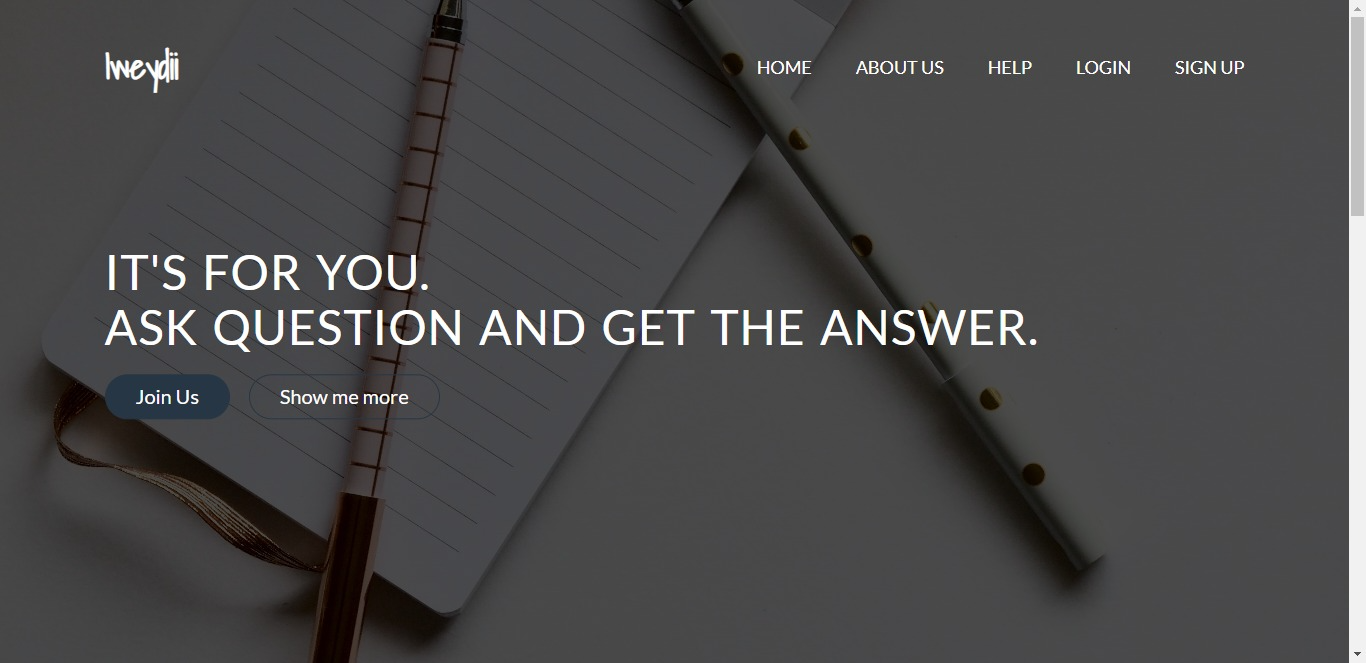 lweydii
HOME ABOUT US HELP LOGIN SIGN UP
IT'S FOR YOU.
ASK QUESTION AND GET THE ANSWER.
Join Us Show me more